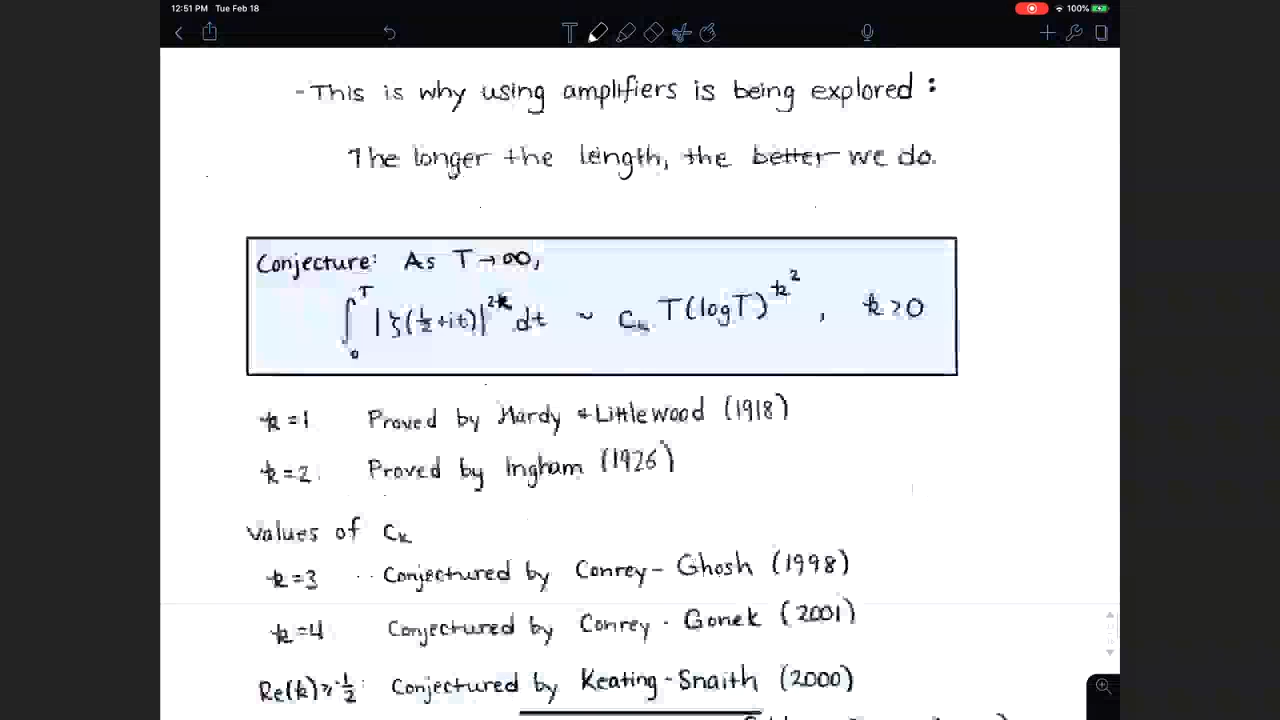 12:51 PM Tue Feb 18
100%
- This is why using amplifiers is being explored :
The longer the length, the better we do.
Conjecture: As T→∞,
∫₀ᵀ |ζ(½+it)|²ᵏ dt ~ cₖ T(log T)^k², k>0
k=1 Proved by Hardy + Littlewood (1918)
k=2 Proved by Ingham (1926)
Values of cₖ
k=3 Conjectured by Conrey - Ghosh (1998)
k=4 Conjectured by Conrey - Gonek (2001)
Re(k)>-½: Conjectured by Keating - Snaith (2000)